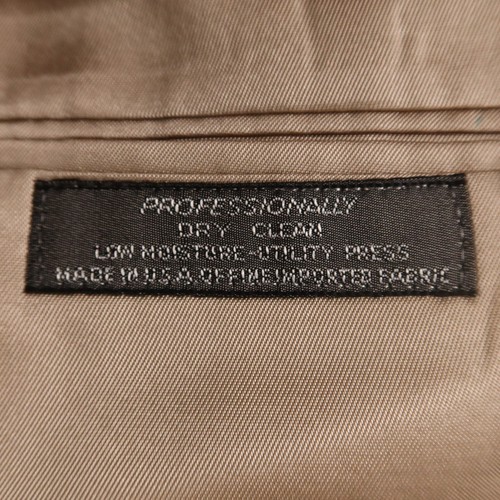 PROFESSIONALLY
DRY CLEAN
LOW MOISTURE-UTILITY PRESS
MADE IN U.S.A. OF FINE IMPORTED FABRIC